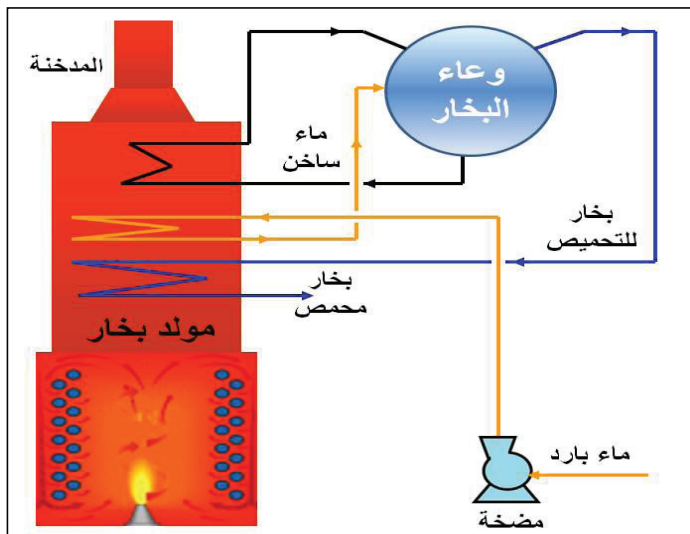 المدخنة
وعاء
البخار
ماء
ساخن
بخار
للتحميص
بخار
محمص
مولد بخار
ماء بارد
مضخة